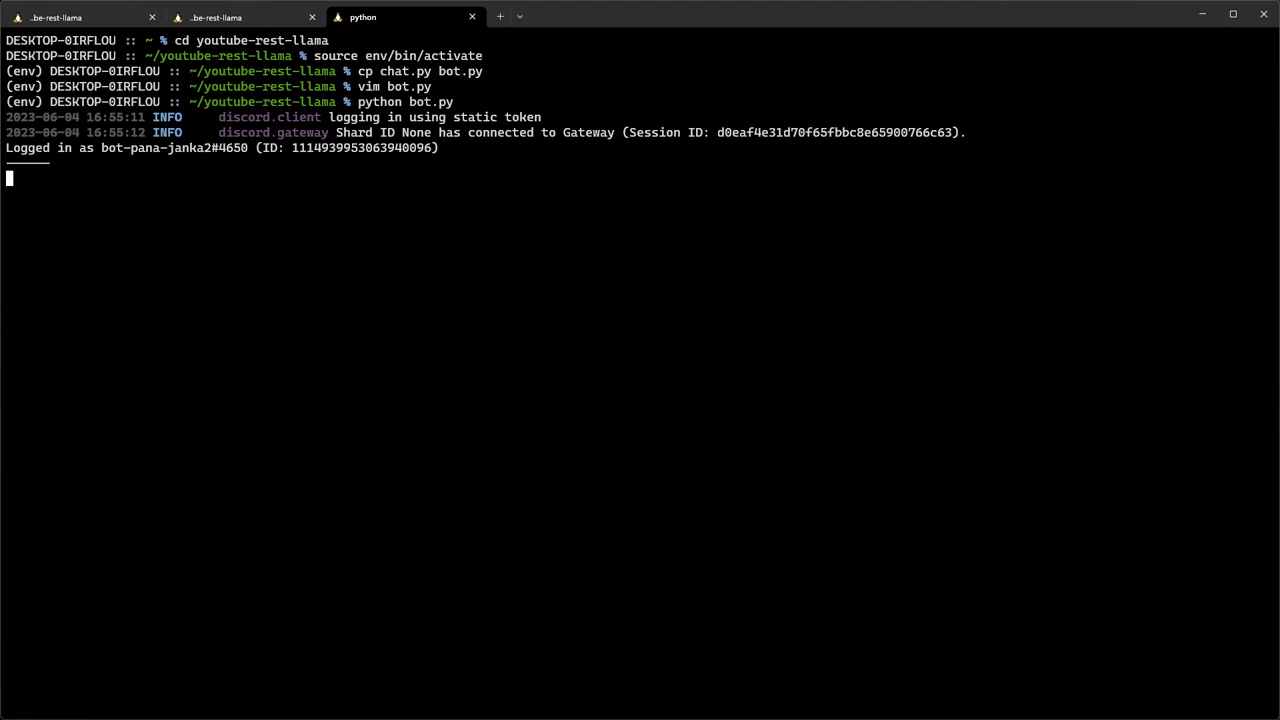 ..be-rest-llama
..be-rest-llama
python
DESKTOP-0IRFLOU :: ~ % cd youtube-rest-llama
DESKTOP-0IRFLOU :: ~/youtube-rest-llama % source env/bin/activate
(env) DESKTOP-0IRFLOU :: ~/youtube-rest-llama % cp chat.py bot.py
(env) DESKTOP-0IRFLOU :: ~/youtube-rest-llama % vim bot.py
(env) DESKTOP-0IRFLOU :: ~/youtube-rest-llama % python bot.py
2023-06-04 16:55:11 INFO     discord.client logging in using static token
2023-06-04 16:55:12 INFO     discord.gateway Shard ID None has connected to Gateway (Session ID: d0eaf4e31d70f65fbbc8e65900766c63).
Logged in as bot-pana-janka2#4650 (ID: 1114939953063940096)
------